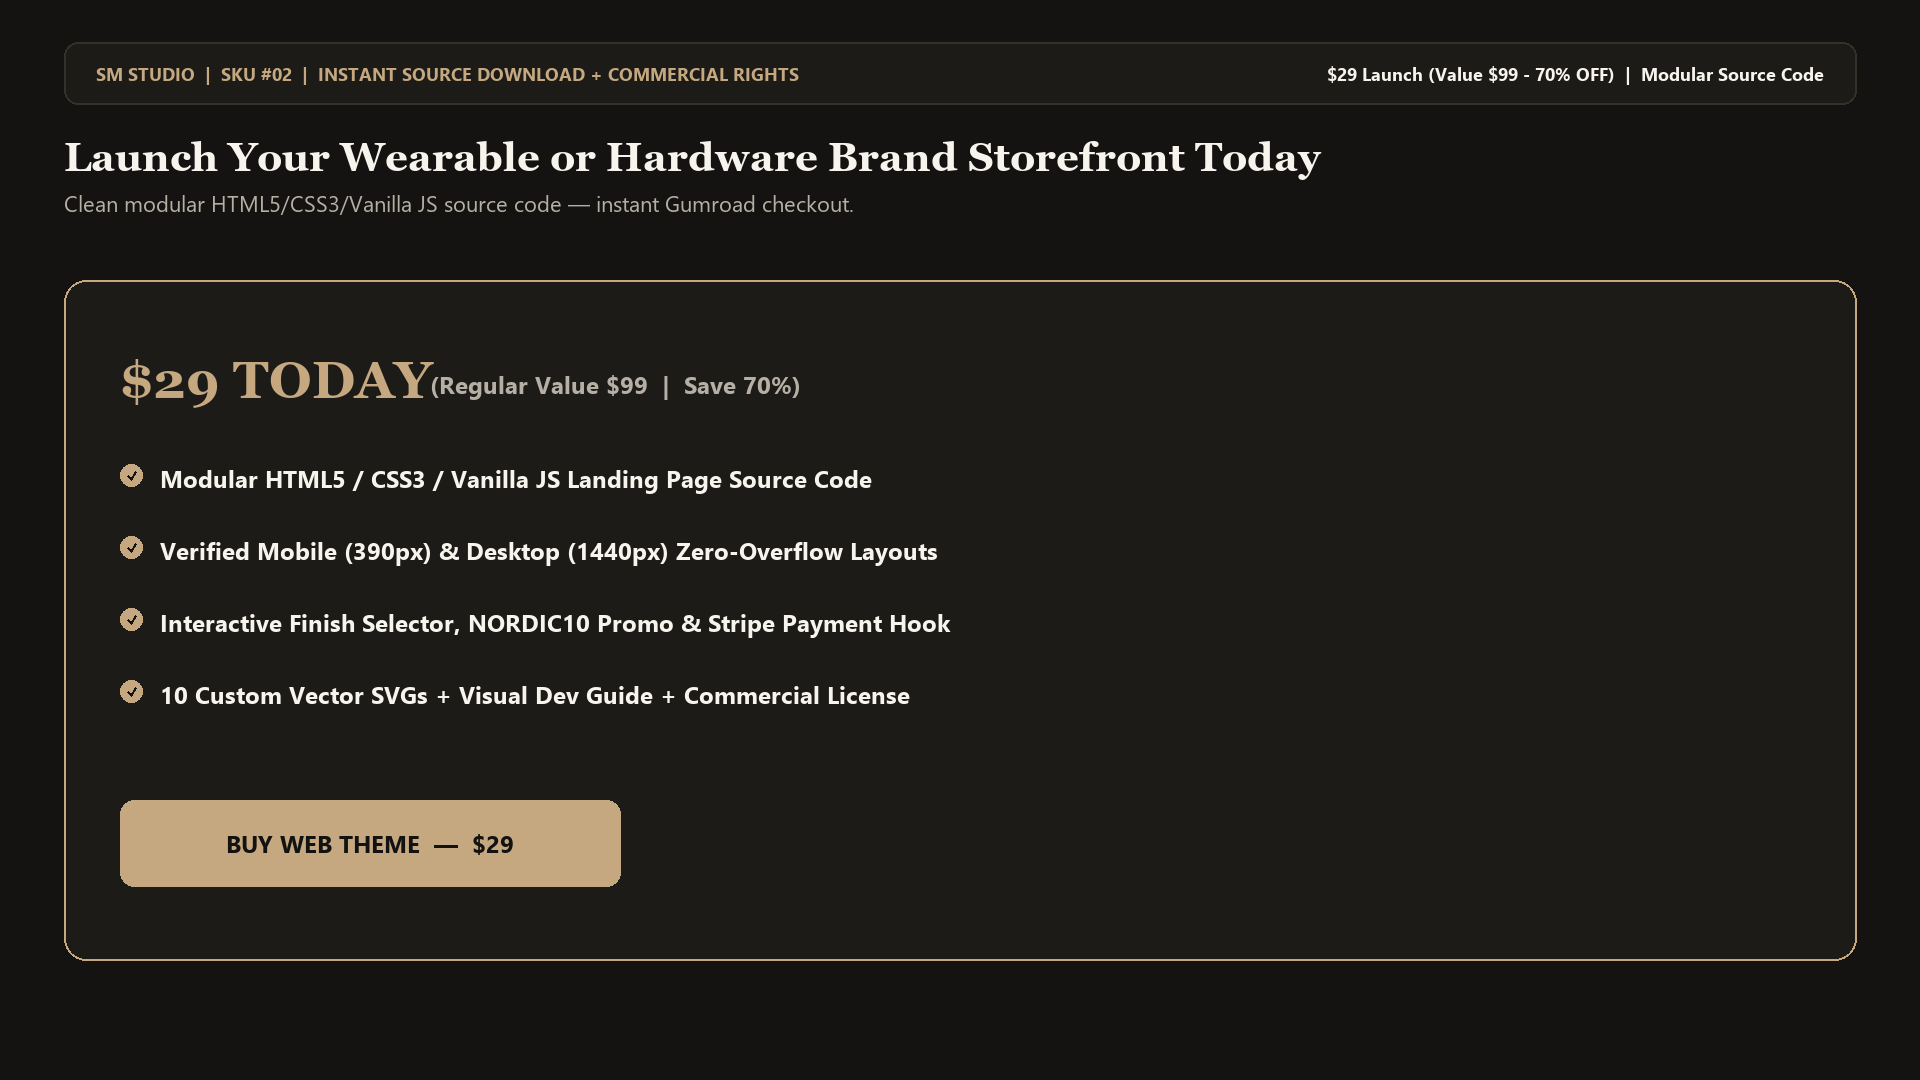 SM STUDIO | SKU #02 | INSTANT SOURCE DOWNLOAD + COMMERCIAL RIGHTS
$29 Launch (Value $99 - 70% OFF) | Modular Source Code
Launch Your Wearable or Hardware Brand Storefront Today
Clean modular HTML5/CSS3/Vanilla JS source code — instant Gumroad checkout.
$29 TODAY (Regular Value $99 | Save 70%)
Modular HTML5 / CSS3 / Vanilla JS Landing Page Source Code
Verified Mobile (390px) & Desktop (1440px) Zero-Overflow Layouts
Interactive Finish Selector, NORDIC10 Promo & Stripe Payment Hook
10 Custom Vector SVGs + Visual Dev Guide + Commercial License
BUY WEB THEME — $29